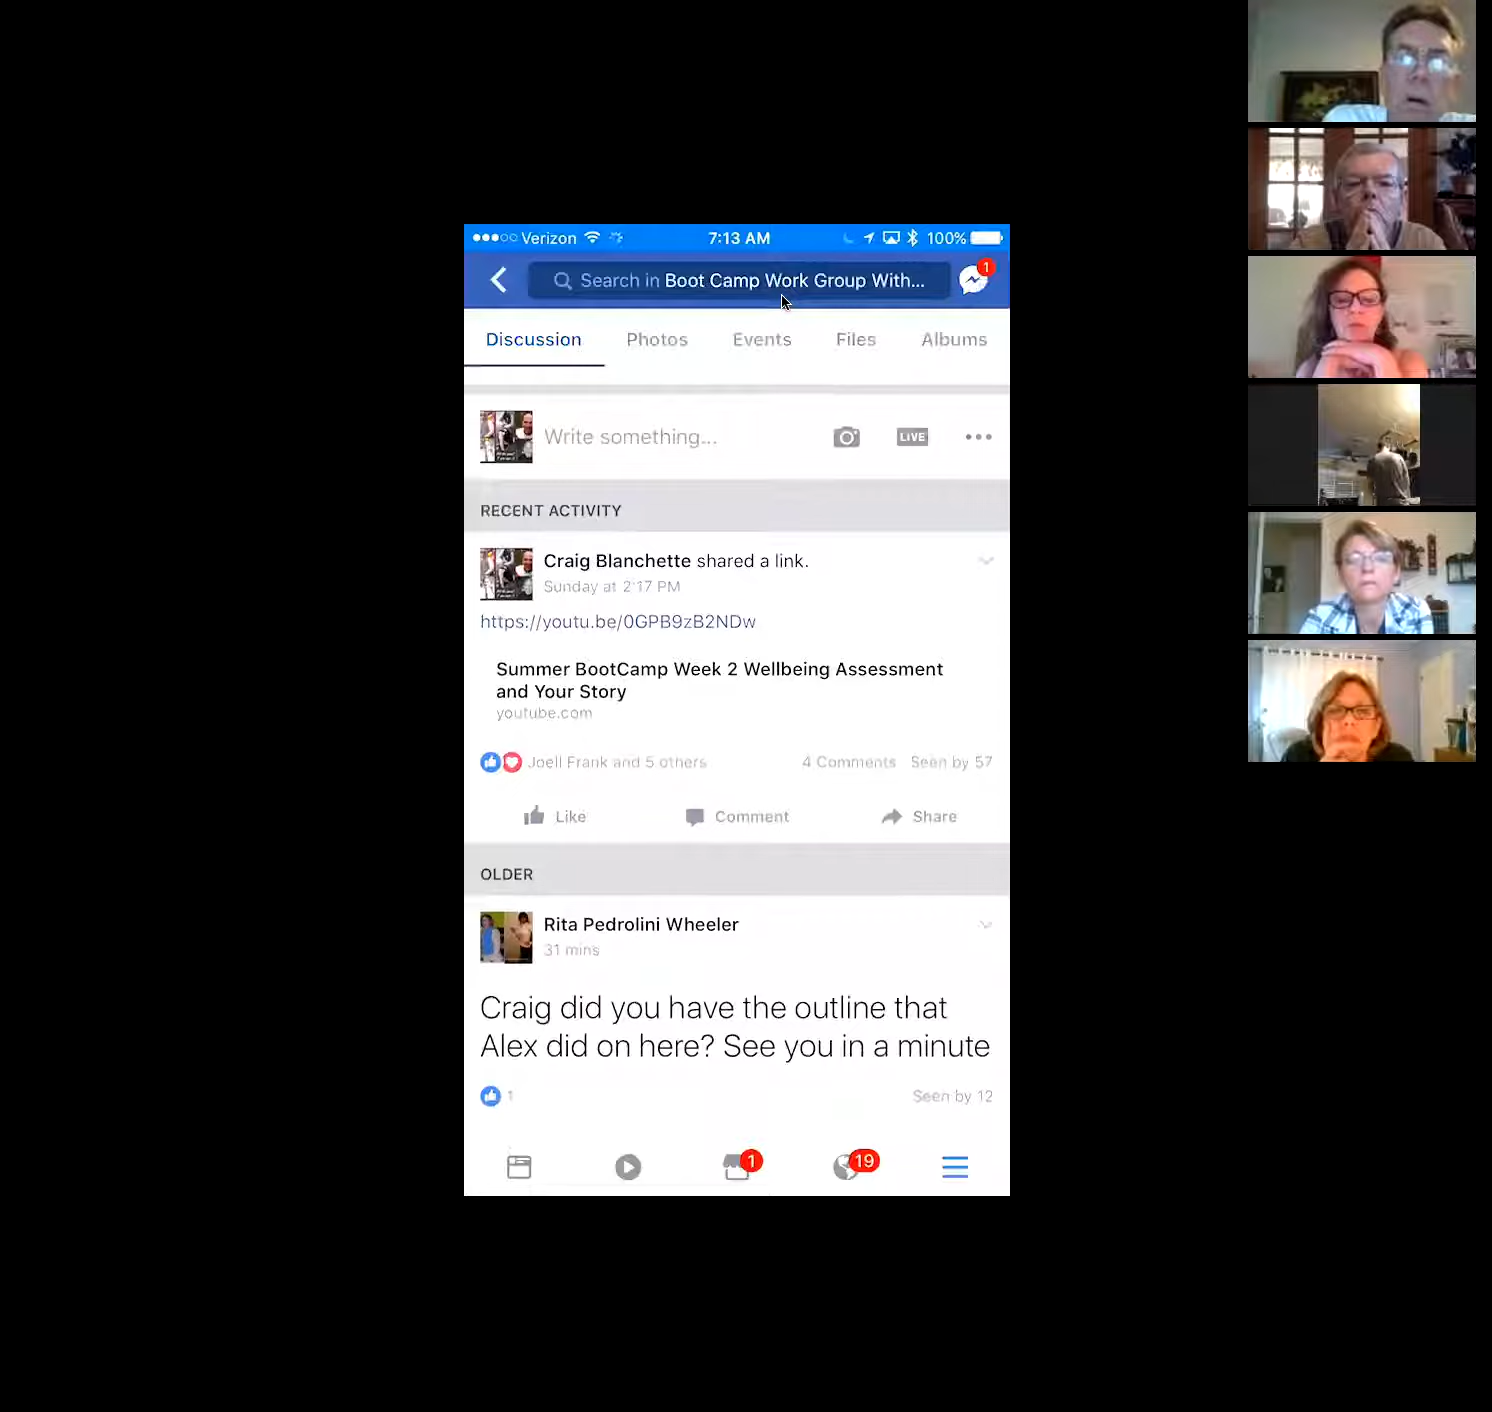 Verizon 7:13 AM 100%
Search in Boot Camp Work Group With... 1
Discussion Photos Events Files Albums
Write something... LIVE
RECENT ACTIVITY
Craig Blanchette shared a link.
Sunday at 2:17 PM
https://youtu.be/0GPB9zB2NDw
Summer BootCamp Week 2 Wellbeing Assessment
and Your Story
youtube.com
Joell Frank and 5 others 4 Comments Seen by 57
Like Comment Share
OLDER
Rita Pedrolini Wheeler
31 mins
Craig did you have the outline that
Alex did on here? See you in a minute
1 Seen by 12
1 19